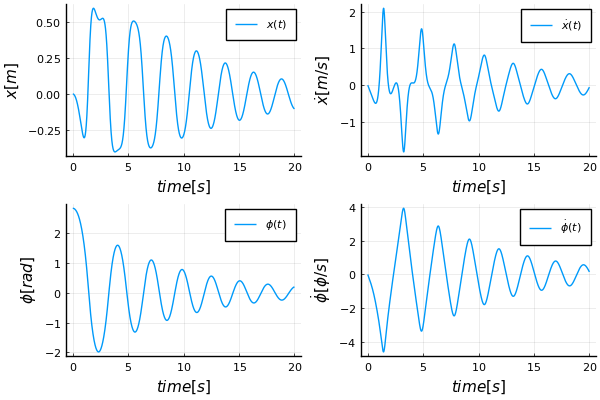 x(t)
x[m]
0.50
0.25
0.00
−0.25
0 5 10 15 20
time[s]
ẋ(t)
ẋ[m/s]
2
1
0
−1
0 5 10 15 20
time[s]
ϕ(t)
ϕ[rad]
2
1
0
−1
−2
0 5 10 15 20
time[s]
ϕ̇(t)
ϕ̇[ϕ/s]
4
2
0
−2
−4
0 5 10 15 20
time[s]